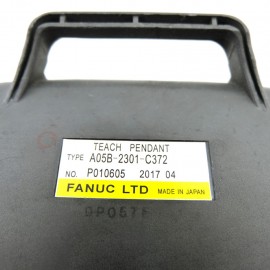 TEACH PENDANT
TYPE A05B-2301-C372
NO. P010605 2017 04
FANUC LTD MADE IN JAPAN